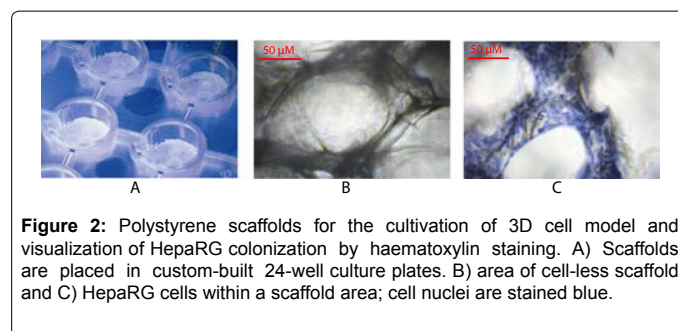 50 µM
50 µM
A
B
C
Figure 2: Polystyrene scaffolds for the cultivation of 3D cell model and
visualization of HepaRG colonization by haematoxylin staining. A) Scaffolds
are placed in custom-built 24-well culture plates. B) area of cell-less scaffold
and C) HepaRG cells within a scaffold area; cell nuclei are stained blue.